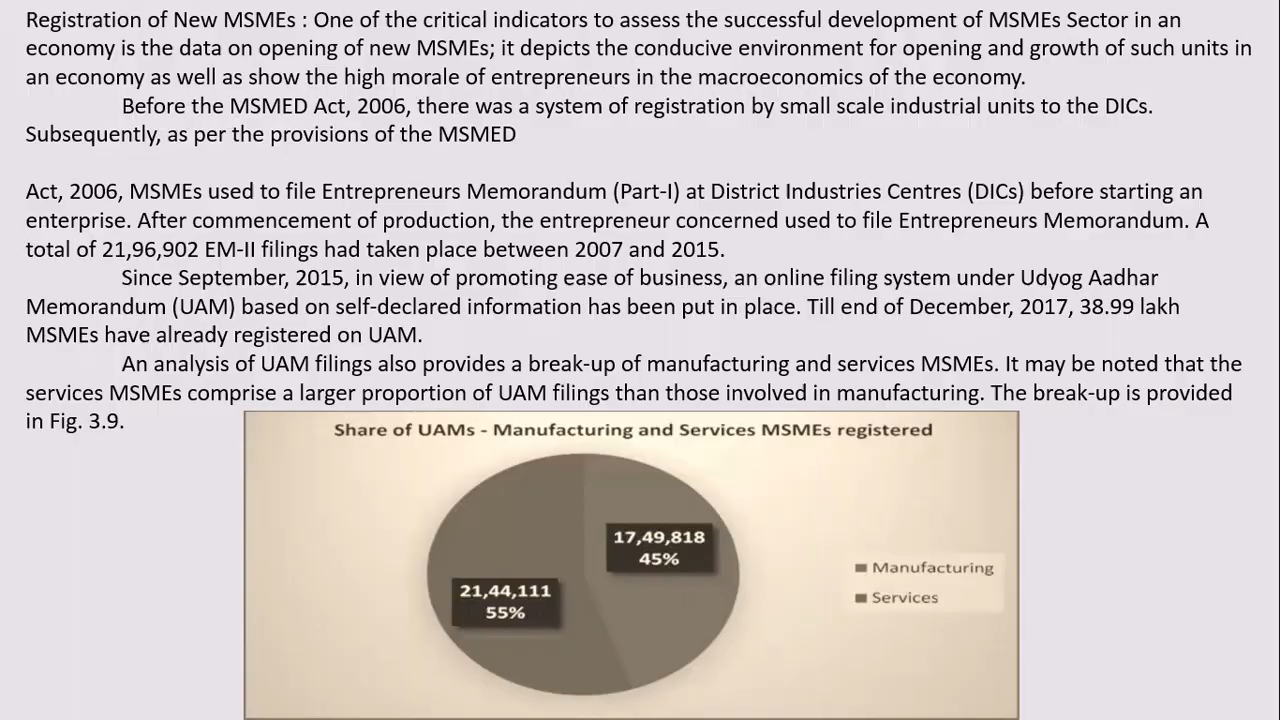 Registration of New MSMEs : One of the critical indicators to assess the successful development of MSMEs Sector in an
economy is the data on opening of new MSMEs; it depicts the conducive environment for opening and growth of such units in
an economy as well as show the high morale of entrepreneurs in the macroeconomics of the economy.
Before the MSMED Act, 2006, there was a system of registration by small scale industrial units to the DICs.
Subsequently, as per the provisions of the MSMED
Act, 2006, MSMEs used to file Entrepreneurs Memorandum (Part-I) at District Industries Centres (DICs) before starting an
enterprise. After commencement of production, the entrepreneur concerned used to file Entrepreneurs Memorandum. A
total of 21,96,902 EM-II filings had taken place between 2007 and 2015.
Since September, 2015, in view of promoting ease of business, an online filing system under Udyog Aadhar
Memorandum (UAM) based on self-declared information has been put in place. Till end of December, 2017, 38.99 lakh
MSMEs have already registered on UAM.
An analysis of UAM filings also provides a break-up of manufacturing and services MSMEs. It may be noted that the
services MSMEs comprise a larger proportion of UAM filings than those involved in manufacturing. The break-up is provided
in Fig. 3.9.
Share of UAMs - Manufacturing and Services MSMEs registered
17,49,818
45%
21,44,111
55%
Manufacturing
Services